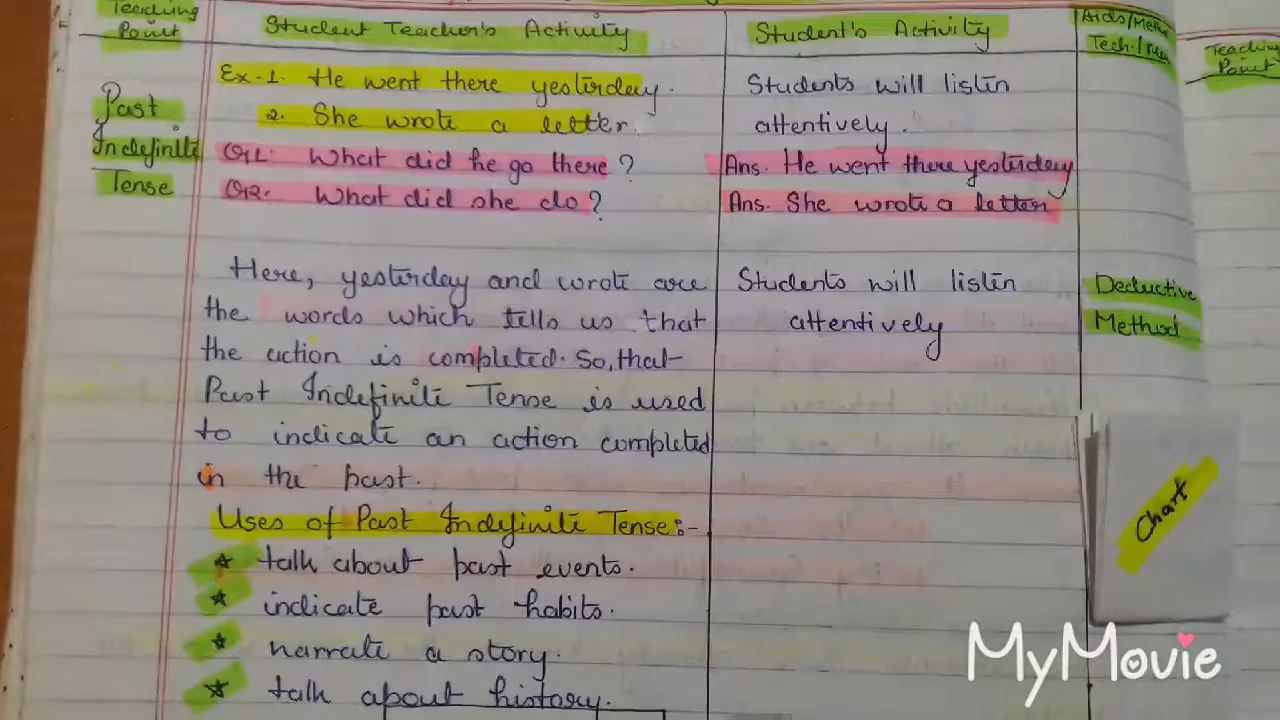 Teaching Point
Student Teacher's Activity
Student's Activity
Aids/
Tech./
Teaching
Point
Past
Indefinite
Tense
Ex-1. He went there yesterday.
2. She wrote a letter.
Q1. What did he go there?
Q2. What did she do?
Students will listin
attentively.
Ans. He went there yesterday
Ans. She wrote a letter
Here, yesterday and wrote are
the words which tells us that
the action is completed. So, that
Past Indefinite Tense is used
to indicate an action completed
in the past.
Students will listin
attentively
Deductive
Method
Uses of Past Indefinite Tense:-
☆ talk about past events.
★ indicate past habits.
★ narrate a story.
★ talk about history.
Chart
MyMovie